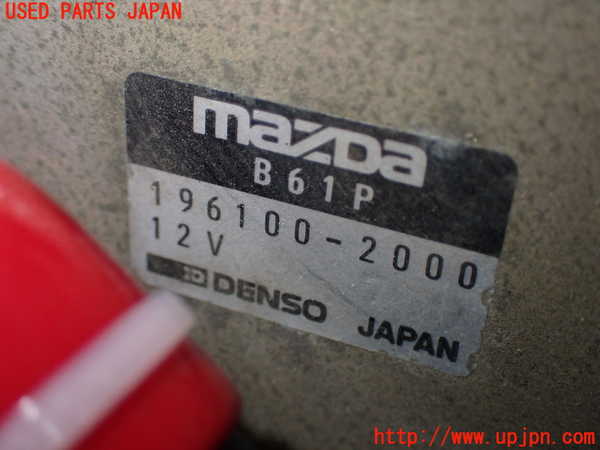 USED PARTS JAPAN
mazda
B61P
196100-2000
12V
DENSO JAPAN
http://www.upjpn.com/